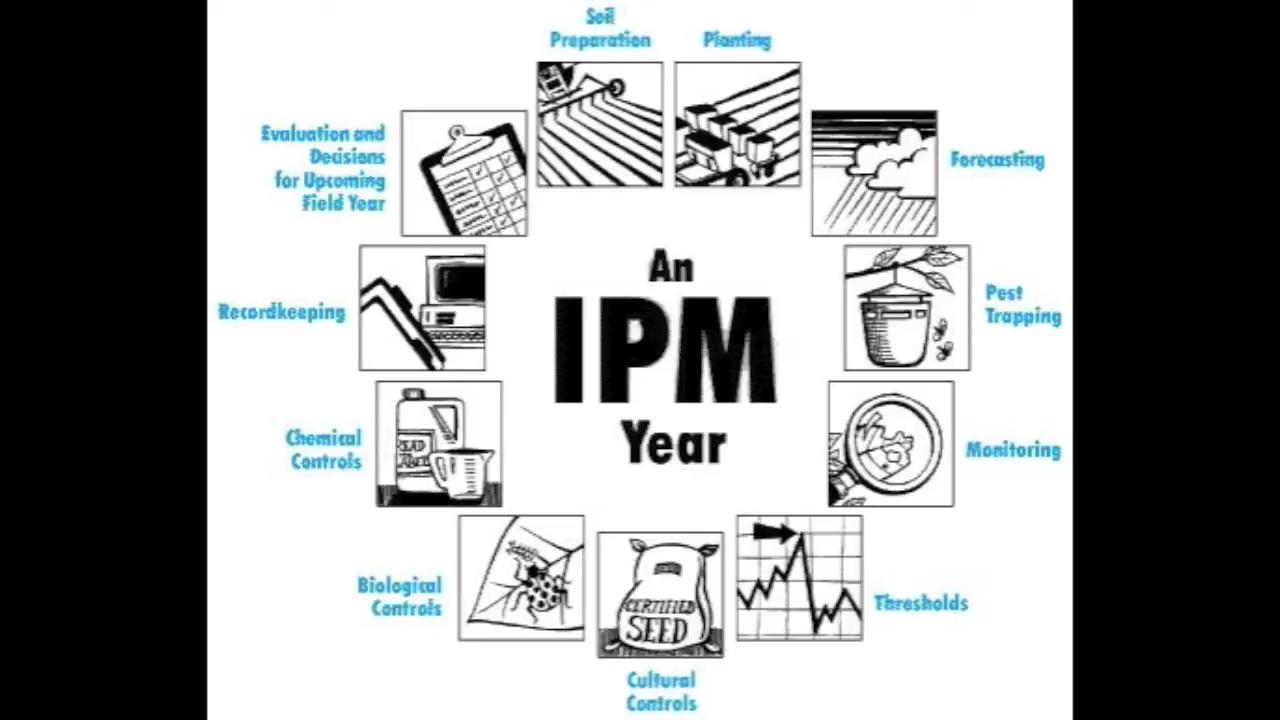 Soil
Preparation
Planting
Forecasting
Pest
Trapping
Monitoring
Thresholds
Cultural
Controls
Biological
Controls
Chemical
Controls
Recordkeeping
Evaluation and
Decisions
for Upcoming
Field Year
An
IPM
Year
CERTIFIED
SEED